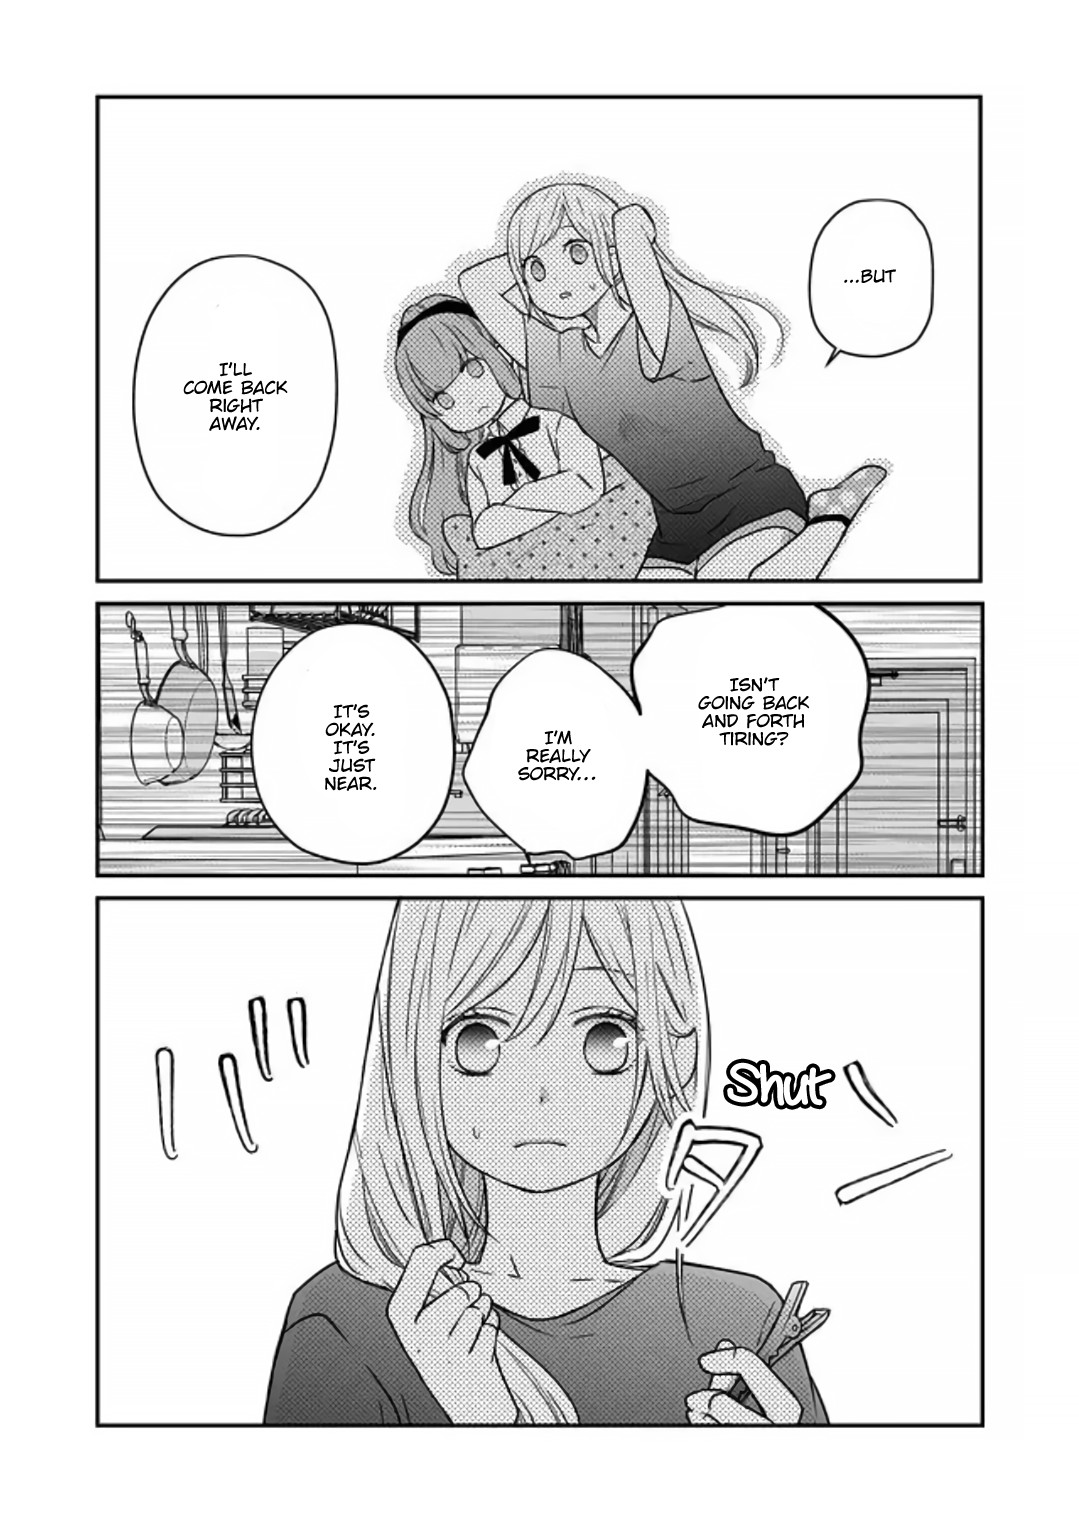 ...BUT
I'LL
COME BACK
RIGHT
AWAY.
ISN'T
GOING BACK
AND FORTH
TIRING?
I'M
REALLY
SORRY...
IT'S
OKAY.
IT'S
JUST
NEAR.
Shut